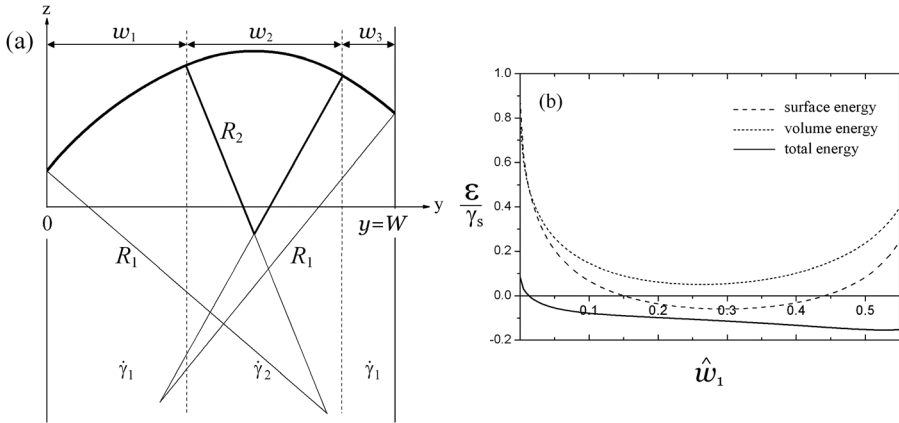 (a)
z
w₁
w₂
w₃
R₂
0
y=W
y
R₁
R₁
γ̇₁
γ̇₂
γ̇₁
(b)
surface energy
volume energy
total energy
ε/γₛ
1.0
0.8
0.6
0.4
0.2
0.0
-0.2
0.1
0.2
0.3
0.4
0.5
ŵ₁